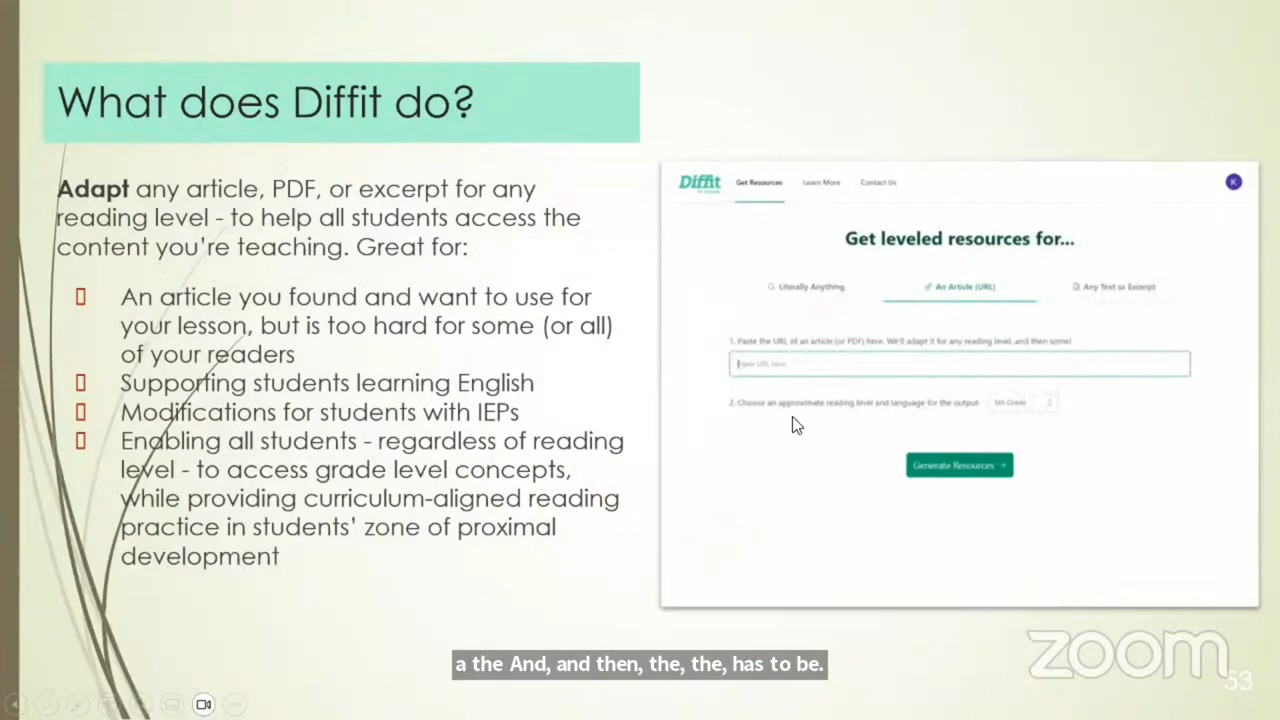 What does Diffit do?
Adapt any article, PDF, or excerpt for any
reading level - to help all students access the
content you're teaching. Great for:
An article you found and want to use for
your lesson, but is too hard for some (or all)
of your readers
Supporting students learning English
Modifications for students with IEPs
Enabling all students - regardless of reading
level - to access grade level concepts,
while providing curriculum-aligned reading
practice in students' zone of proximal
development
Diffit
Get Resources Learn More Contact Us
K
Get leveled resources for...
Literally Anything An Article (URL) Any Text or Excerpt
1. Paste the URL of an article (or PDF) here. We'll adapt it for any reading level, and then some!
Paste URL here
2. Choose an approximate reading level and language for the output: 5th Grade
Generate Resources →
a the And, and then, the, the, has to be.
zoom
53